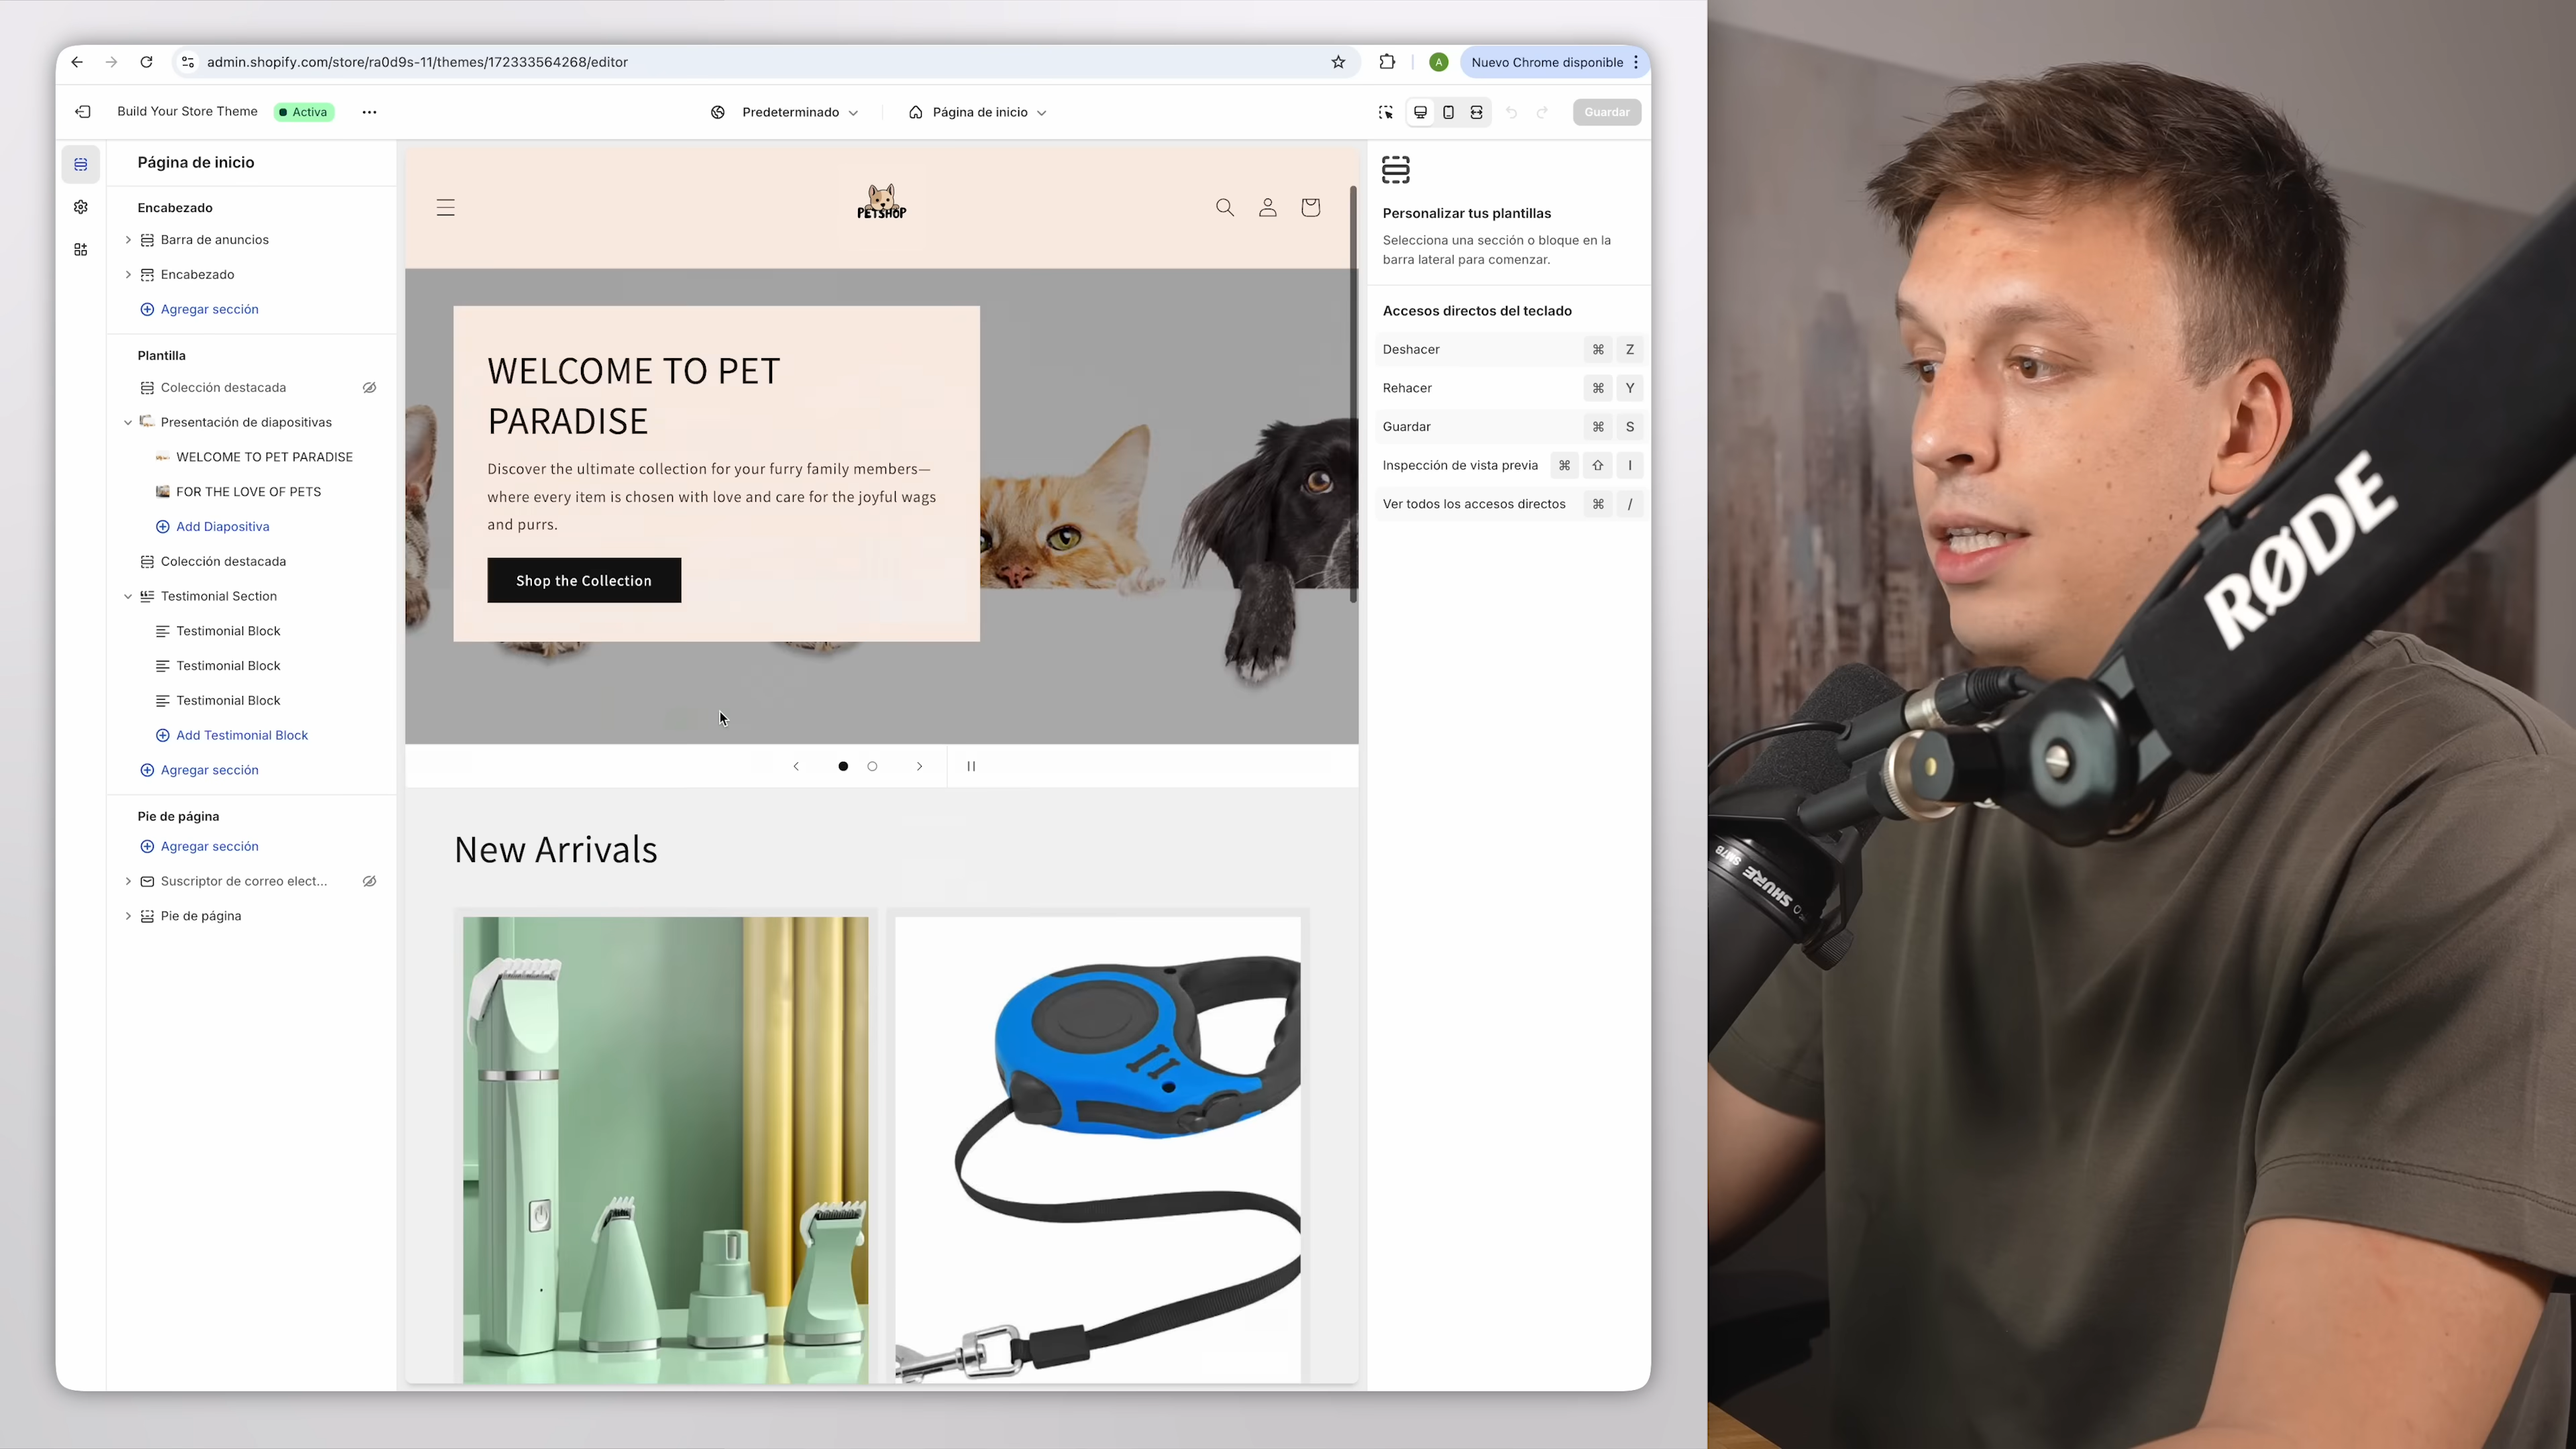 admin.shopify.com/store/ra0d9s-11/themes/172333564268/editor
A
Nuevo Chrome disponible
Build Your Store Theme
Activa
Predeterminado
Página de inicio
Guardar
Página de inicio
Encabezado
Barra de anuncios
Encabezado
Agregar sección
Plantilla
Colección destacada
Presentación de diapositivas
WELCOME TO PET PARADISE
FOR THE LOVE OF PETS
Add Diapositiva
Colección destacada
Testimonial Section
Testimonial Block
Testimonial Block
Testimonial Block
Add Testimonial Block
Agregar sección
Pie de página
Agregar sección
Suscriptor de correo elect...
Pie de página
PETSHOP
WELCOME TO PET
PARADISE
Discover the ultimate collection for your furry family members—
where every item is chosen with love and care for the joyful wags
and purrs.
Shop the Collection
New Arrivals
Personalizar tus plantillas
Selecciona una sección o bloque en la
barra lateral para comenzar.
Accesos directos del teclado
Deshacer ⌘ Z
Rehacer ⌘ Y
Guardar ⌘ S
Inspección de vista previa ⌘ ⇧ I
Ver todos los accesos directos ⌘ /
RØDE
SM7B
SHURE